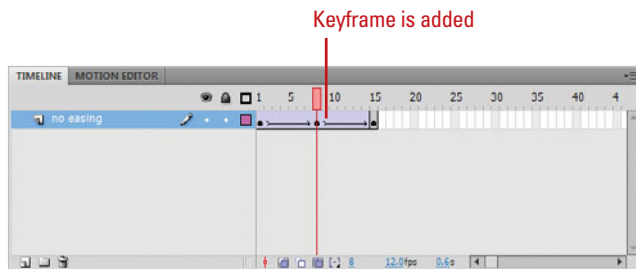 Keyframe is added
TIMELINE MOTION EDITOR
1 5 10 15 20 25 30 35 40 4
no easing
8 12.0fps 0.6s